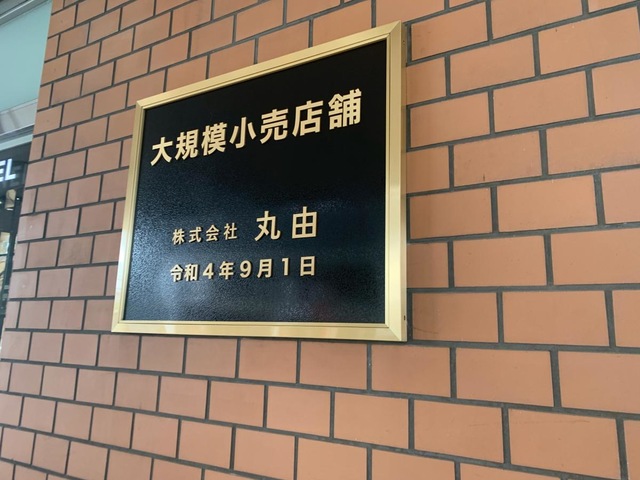 大規模小売店舗
株式会社 丸由
令和4年9月1日
EL